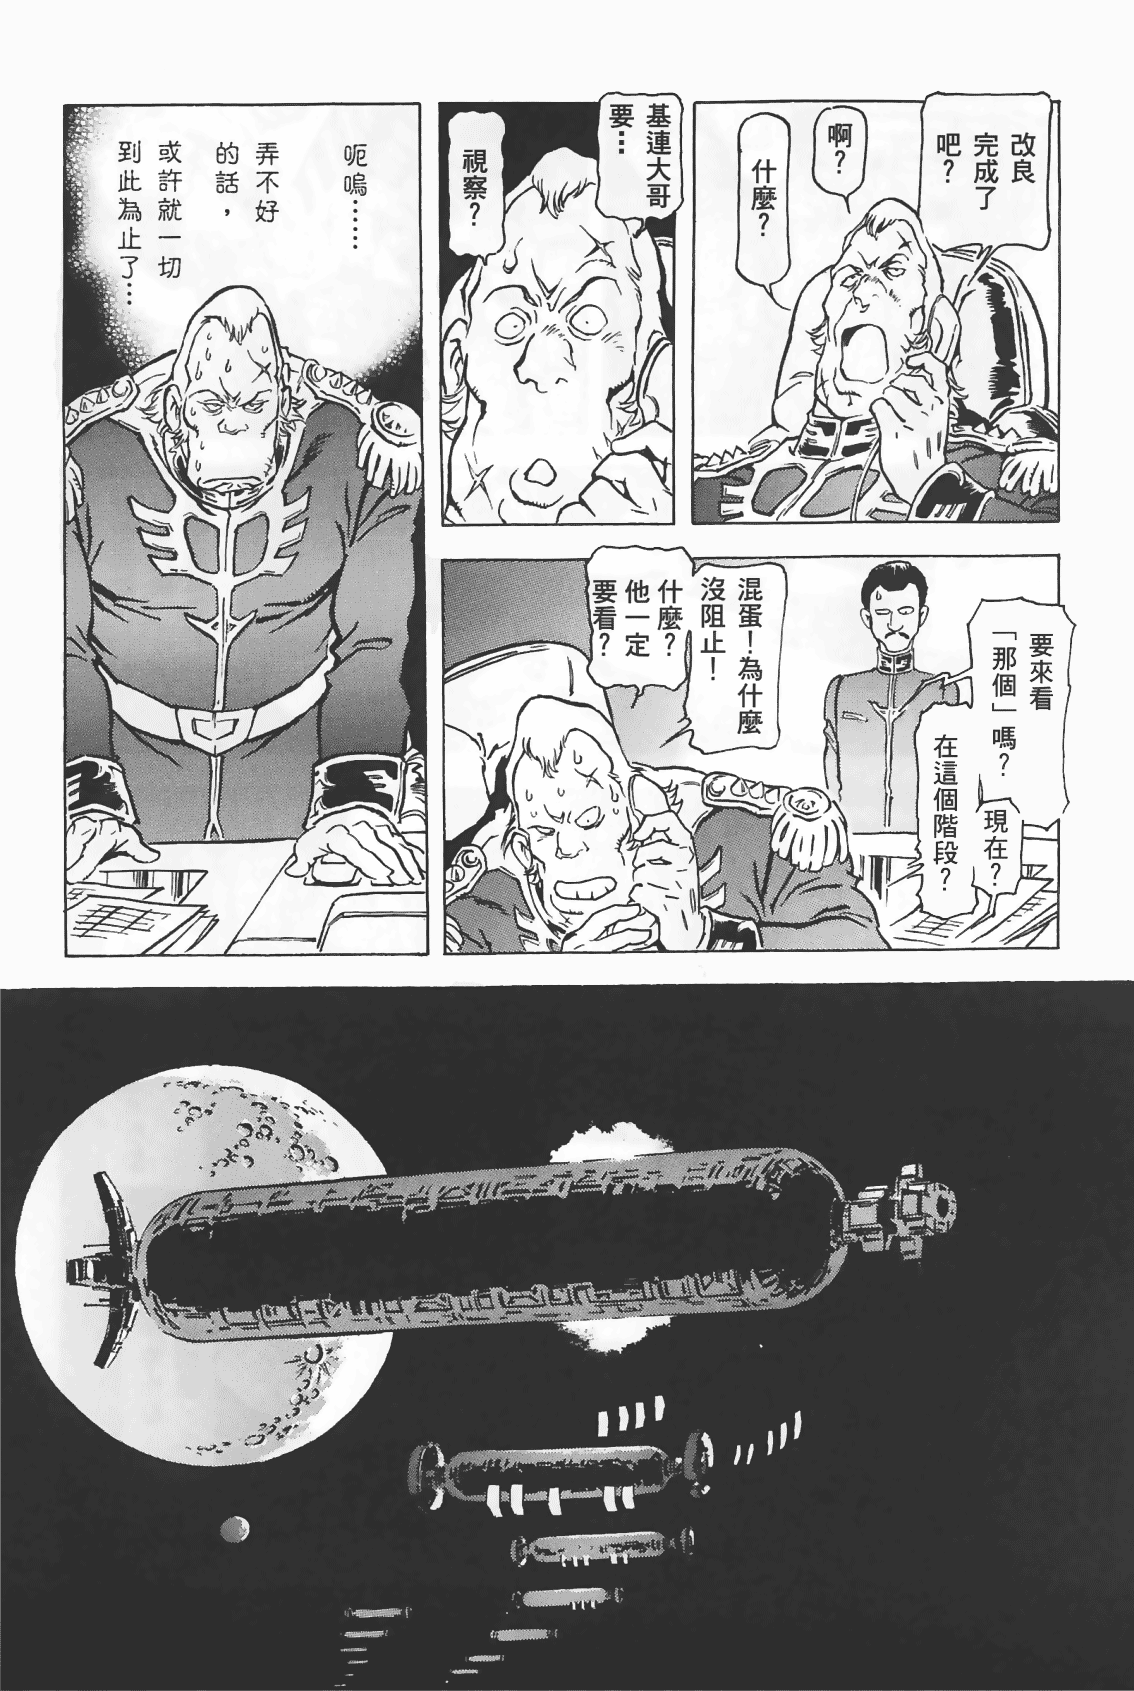 改良
完成了
吧？
啊？
什麼？
基連大哥
要…
視察？
要來看
「那個」嗎？
現在？
在這個階段？
混蛋！為什麼
沒阻止！
什麼？
他一定
要看？
呃嗚……
弄不好
的話，
或許就一切
到此為止了…